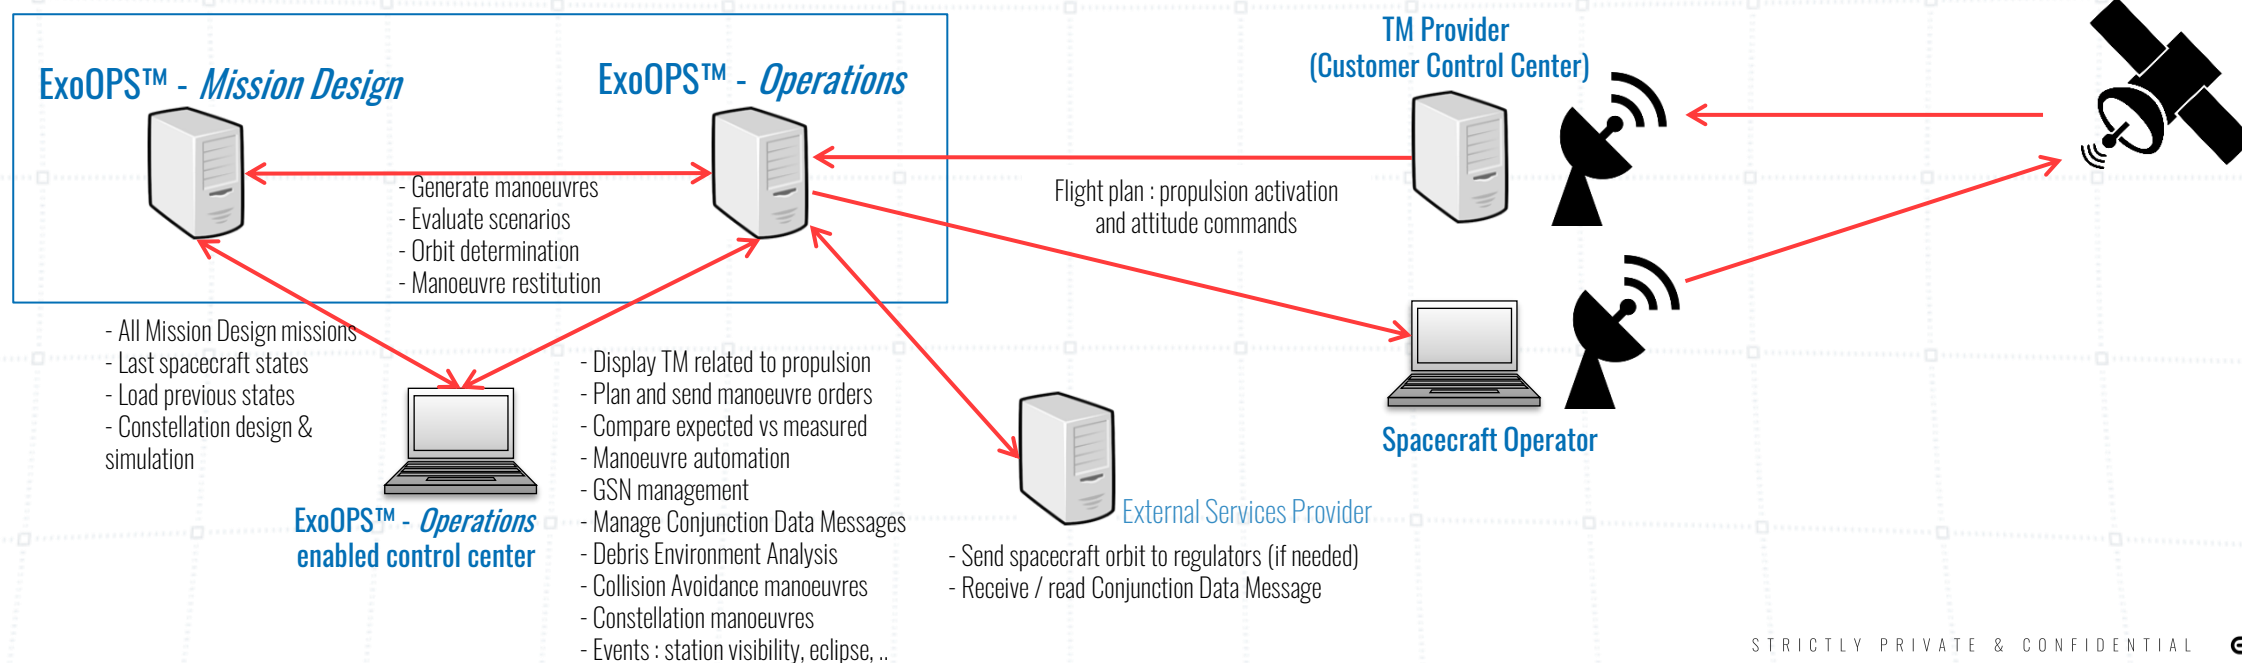 ExoOPS™ - Mission Design
ExoOPS™ - Operations
TM Provider
(Customer Control Center)
- Generate manoeuvres
- Evaluate scenarios
- Orbit determination
- Manoeuvre restitution
Flight plan : propulsion activation
and attitude commands
- All Mission Design missions
- Last spacecraft states
- Load previous states
- Constellation design &
simulation
ExoOPS™ - Operations
enabled control center
- Display TM related to propulsion
- Plan and send manoeuvre orders
- Compare expected vs measured
- Manoeuvre automation
- GSN management
- Manage Conjunction Data Messages
- Debris Environment Analysis
- Collision Avoidance manoeuvres
- Constellation manoeuvres
- Events : station visibility, eclipse, ..
External Services Provider
- Send spacecraft orbit to regulators (if needed)
- Receive / read Conjunction Data Message
Spacecraft Operator
STRICTLY PRIVATE & CONFIDENTIAL